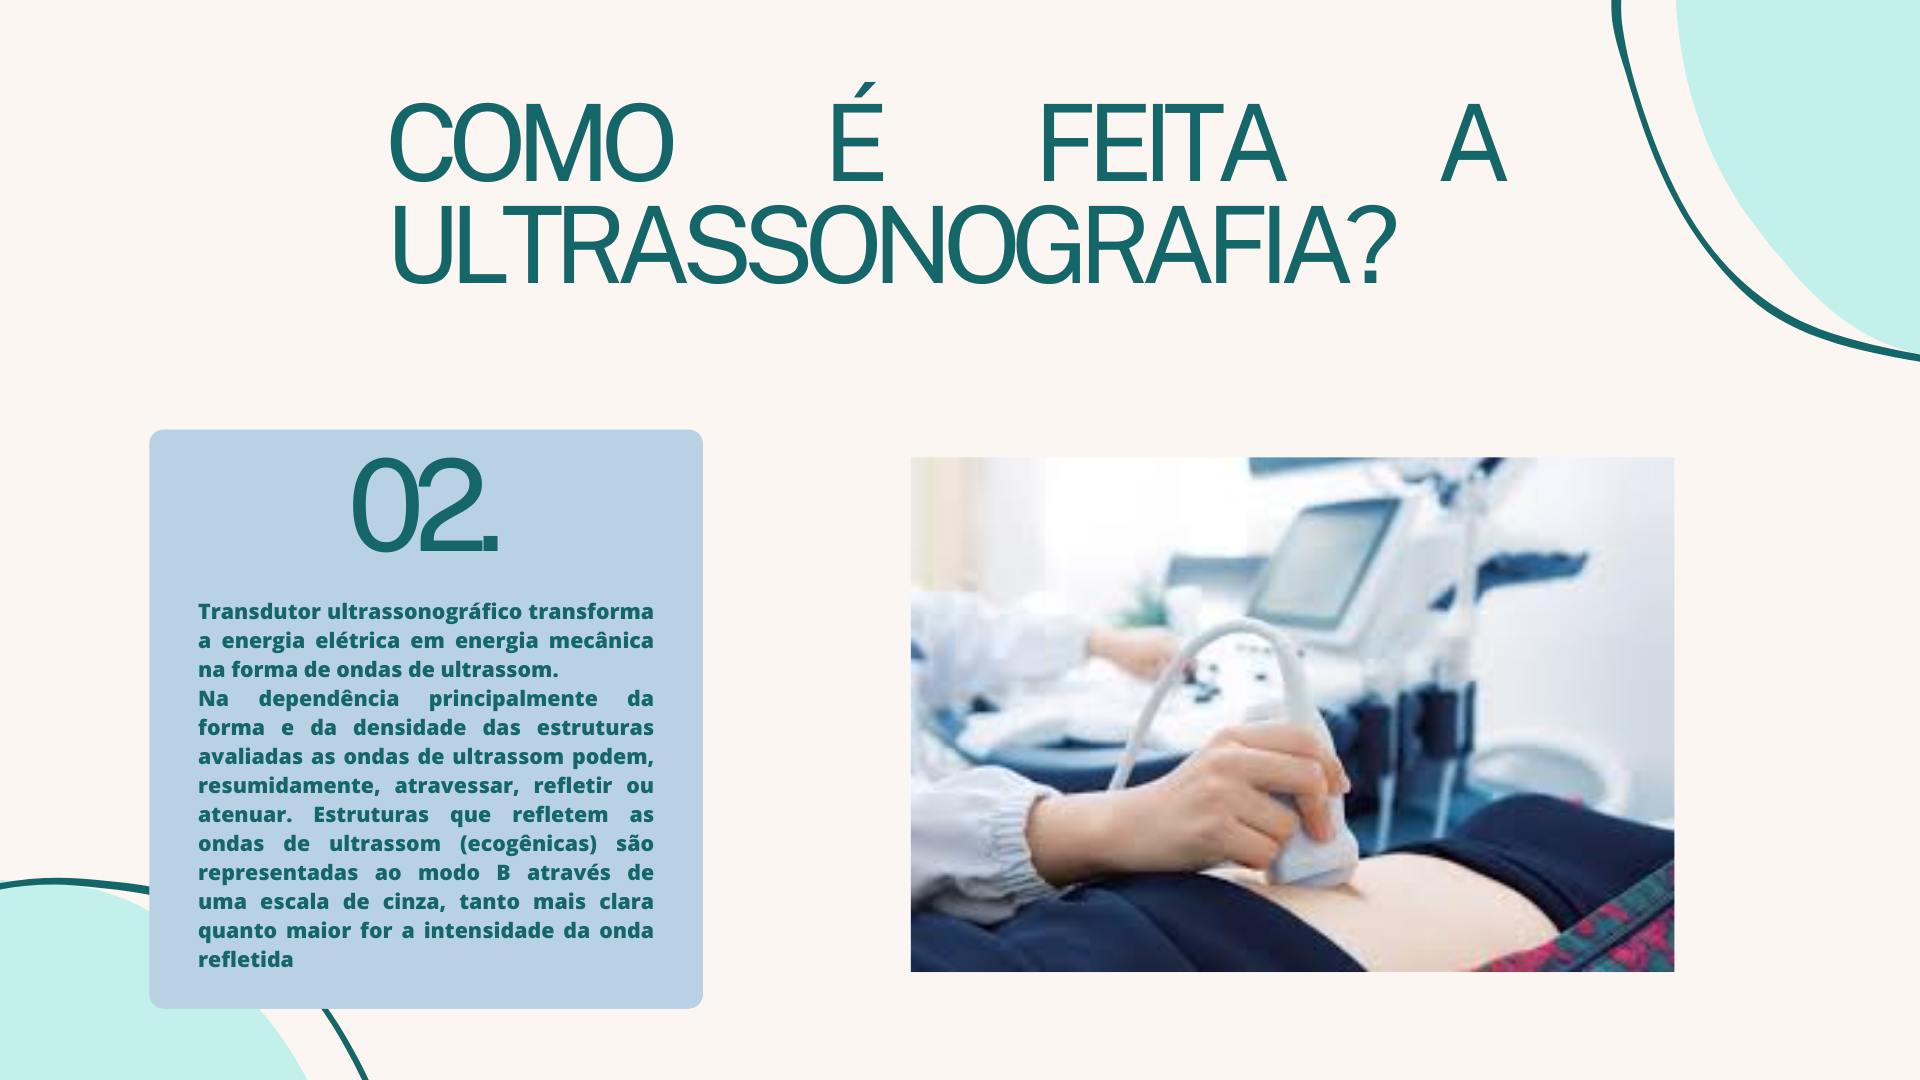 COMO É FEITA A
ULTRASSONOGRAFIA?
02.
Transdutor ultrassonográfico transforma
a energia elétrica em energia mecânica
na forma de ondas de ultrassom.
Na dependência principalmente da
forma e da densidade das estruturas
avaliadas as ondas de ultrassom podem,
resumidamente, atravessar, refletir ou
atenuar. Estruturas que refletem as
ondas de ultrassom (ecogênicas) são
representadas ao modo B através de
uma escala de cinza, tanto mais clara
quanto maior for a intensidade da onda
refletida